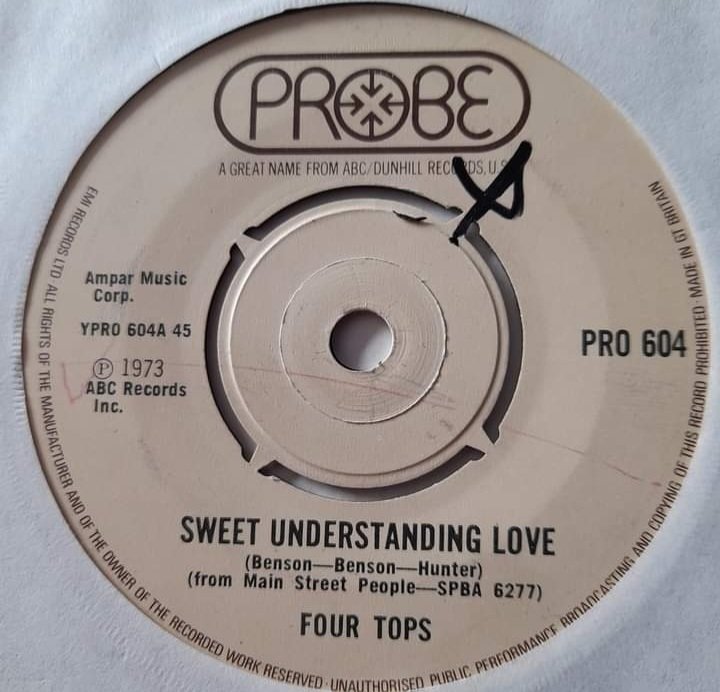 PROBE
A GREAT NAME FROM ABC/DUNHILL RECORDS, U.S.
X
Ampar Music
Corp.
YPRO 604A 45
Ⓟ 1973
ABC Records
Inc.
PRO 604
SWEET UNDERSTANDING LOVE
(Benson—Benson—Hunter)
(from Main Street People—SPBA 6277)
FOUR TOPS
EMI RECORDS LTD ALL RIGHTS OF THE MANUFACTURER AND OF THE OWNER OF THE RECORDED WORK RESERVED · UNAUTHORISED PUBLIC PERFORMANCE BROADCASTING AND COPYING OF THIS RECORD PROHIBITED · MADE IN GT BRITAIN